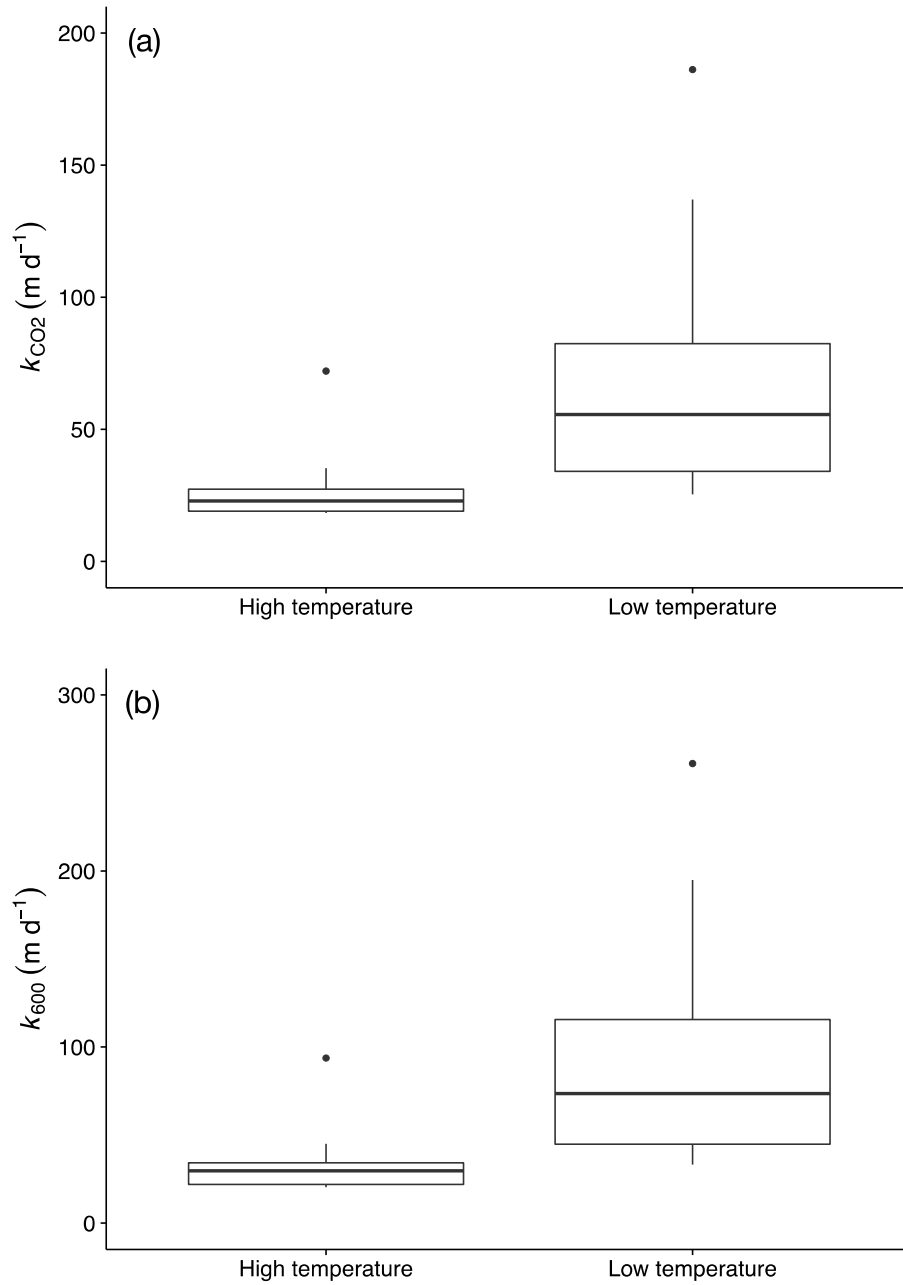 (a)
200
150
100
50
0
kCO2 (m d−1)
High temperature Low temperature
(b)
300
200
100
0
k600 (m d−1)
High temperature Low temperature